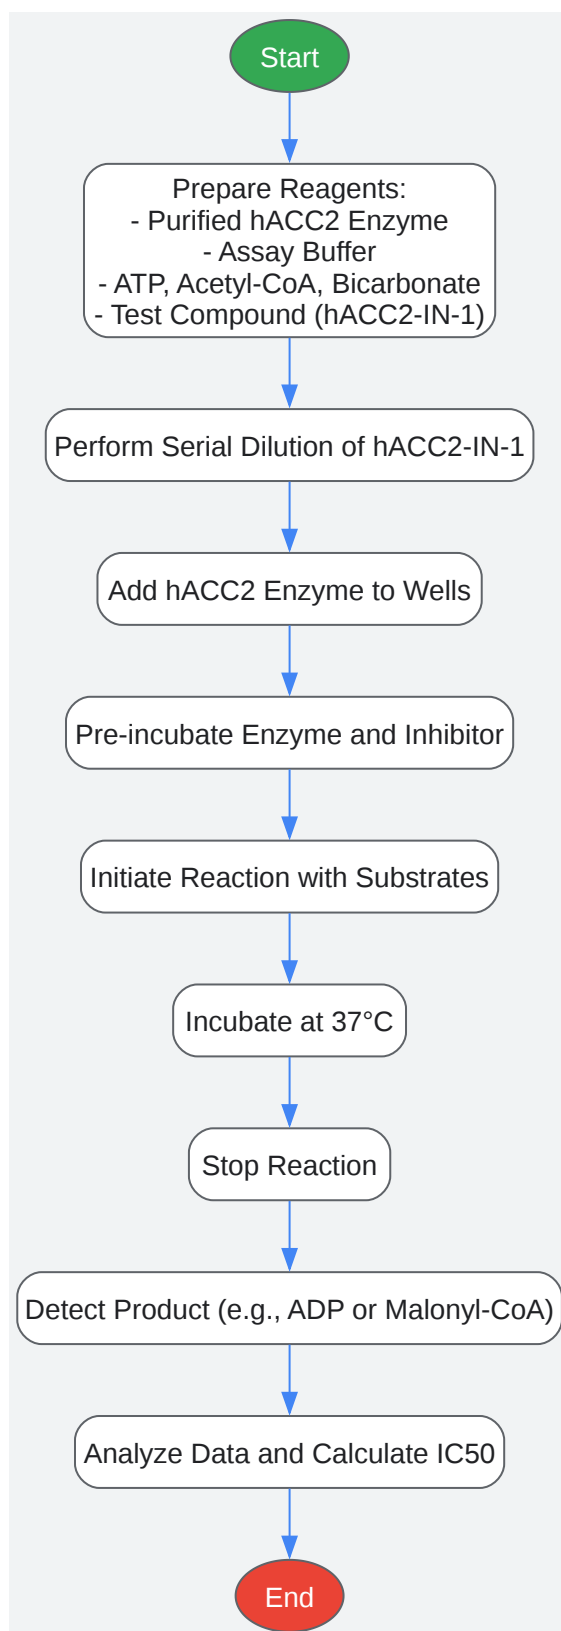 Start
Prepare Reagents:
- Purified hACC2 Enzyme
- Assay Buffer
- ATP, Acetyl-CoA, Bicarbonate
- Test Compound (hACC2-IN-1)
Perform Serial Dilution of hACC2-IN-1
Add hACC2 Enzyme to Wells
Pre-incubate Enzyme and Inhibitor
Initiate Reaction with Substrates
Incubate at 37°C
Stop Reaction
Detect Product (e.g., ADP or Malonyl-CoA)
Analyze Data and Calculate IC50
End